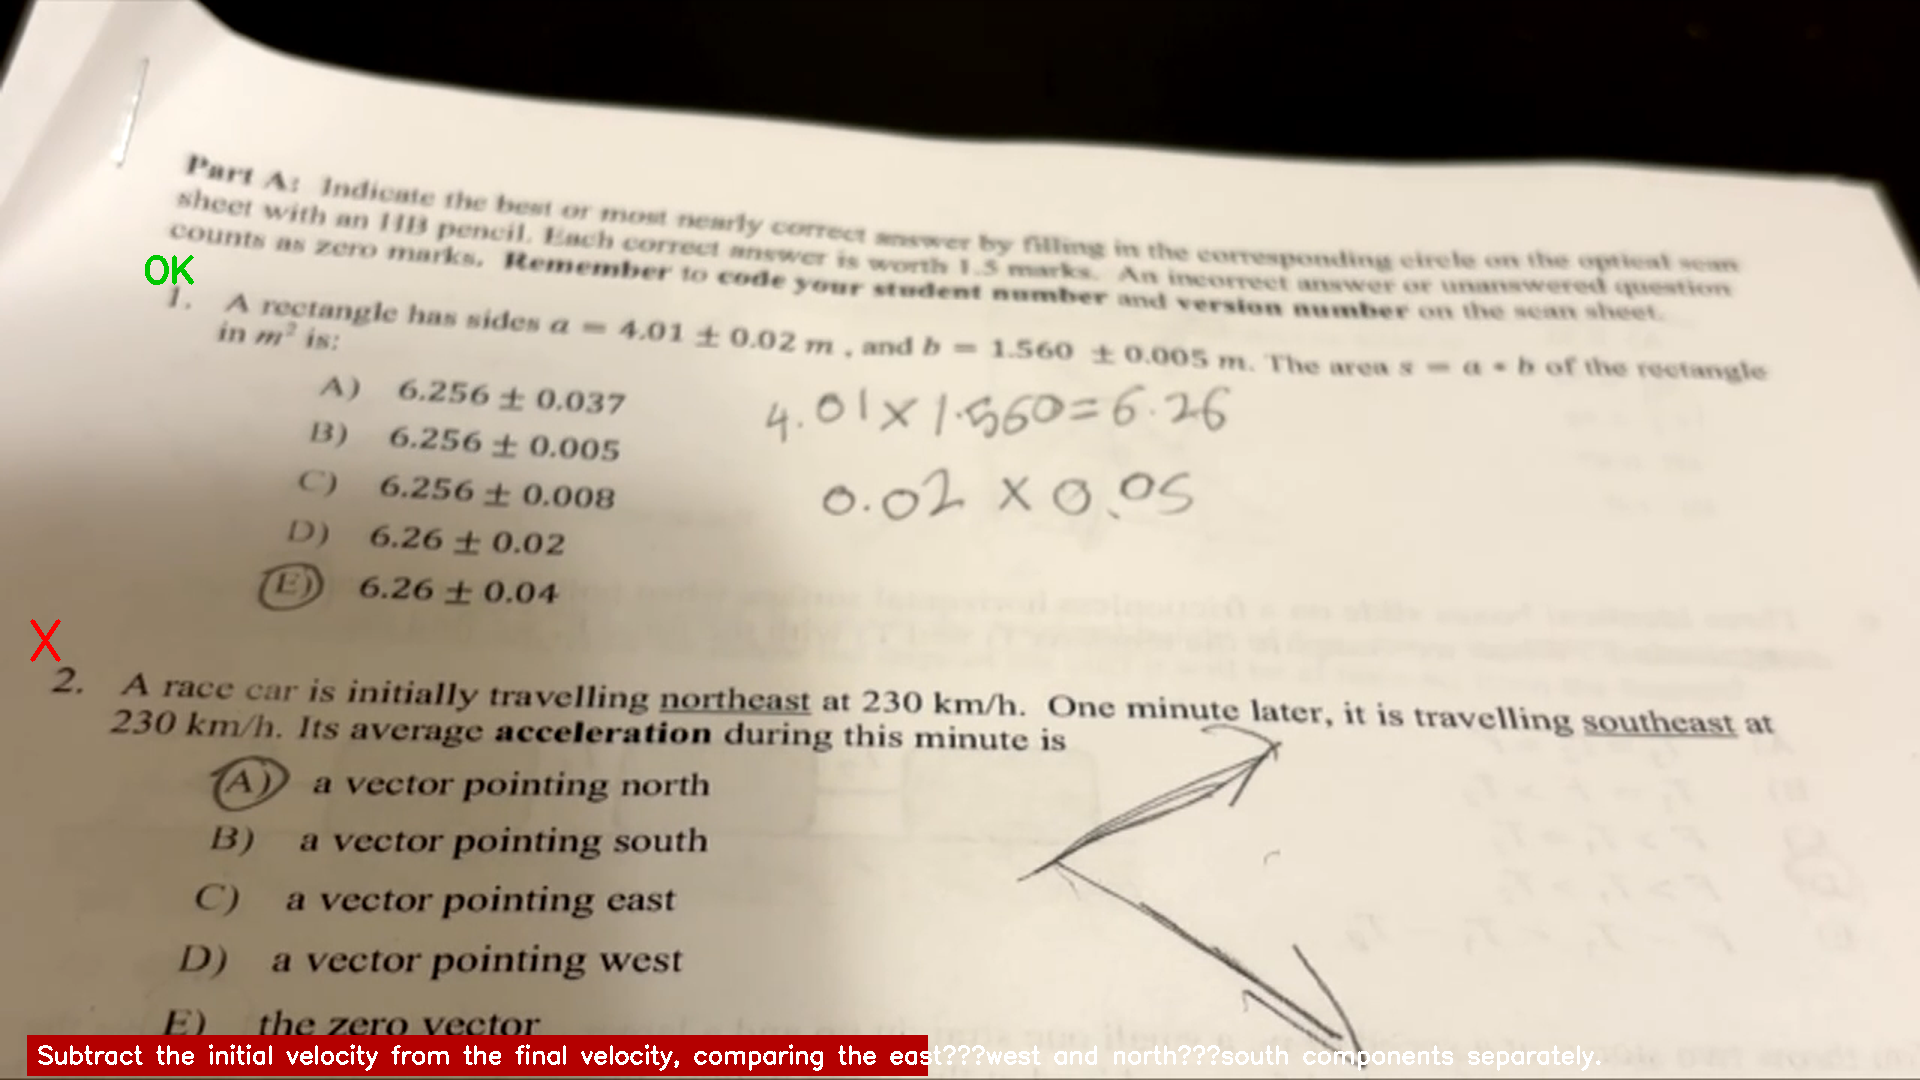 Part A: Indicate the best or most nearly correct answer by filling in the corresponding circle on the optical scan
sheet with an HB pencil. Each correct answer is worth 1.5 marks. An incorrect answer or unanswered question
counts as zero marks. Remember to code your student number and version number on the scan sheet.
OK
1. A rectangle has sides a = 4.01 ± 0.02 m , and b = 1.560 ± 0.005 m. The area s = a * b of the rectangle
in m² is:
A) 6.256 ± 0.037
4.01 x 1.560 = 6.26
B) 6.256 ± 0.005
C) 6.256 ± 0.008
0.02 x 0.05
D) 6.26 ± 0.02
E) 6.26 ± 0.04
X
2. A race car is initially travelling northeast at 230 km/h. One minute later, it is travelling southeast at
230 km/h. Its average acceleration during this minute is
A) a vector pointing north
B) a vector pointing south
C) a vector pointing east
D) a vector pointing west
E) the zero vector
Subtract the initial velocity from the final velocity, comparing the east???west and north???south components separately.